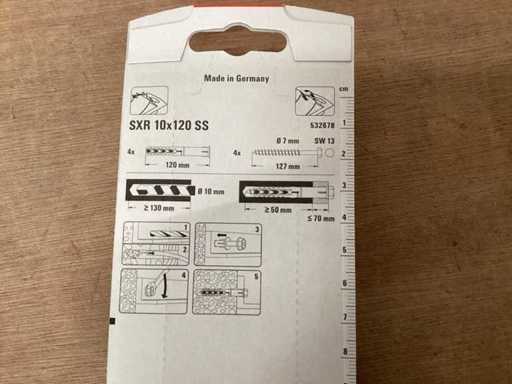 Made in Germany
cm
SXR 10x120 SS
532678
1
Ø 7 mm SW 13
4x
4x
2
120 mm
127 mm
3
Ø 10 mm
≥ 130 mm
≥ 50 mm
≤ 70 mm
4
1
3
2
5
4
5
6
7
8